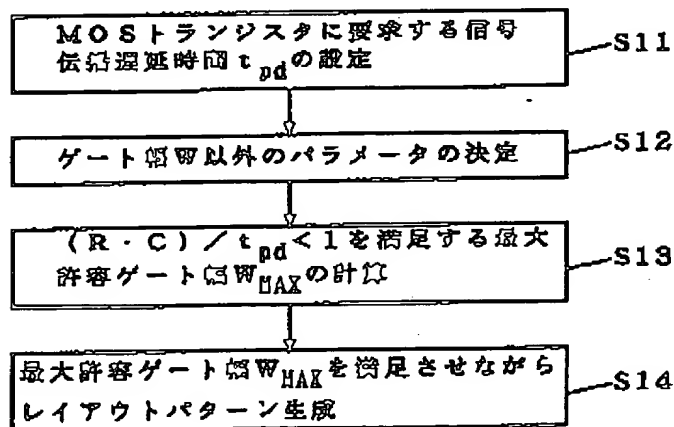 MOSトランジスタに要求する信号
伝搬遅延時間tpdの設定
S11
ゲート幅W以外のパラメータの決定
S12
(R・C)/tpd<1を満足する最大
許容ゲート幅WMAXの計算
S13
最大許容ゲート幅WMAXを満足させながら
レイアウトパターン生成
S14